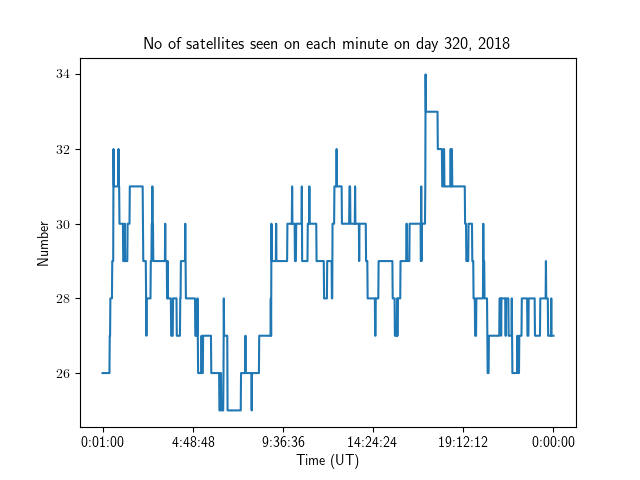 No of satellites seen on each minute on day 320, 2018
34
32
30
28
26
Number
0:01:00 4:48:48 9:36:36 14:24:24 19:12:12 0:00:00
Time (UT)